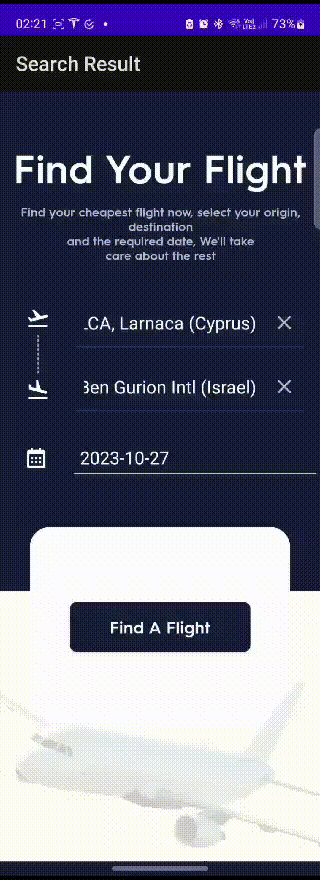 02:21 73%
Search Result
Find Your Flight
Find your cheapest flight now, select your origin,
destination
and the required date, We'll take
care about the rest
LCA, Larnaca (Cyprus)
Ben Gurion Intl (Israel)
2023-10-27
Find A Flight